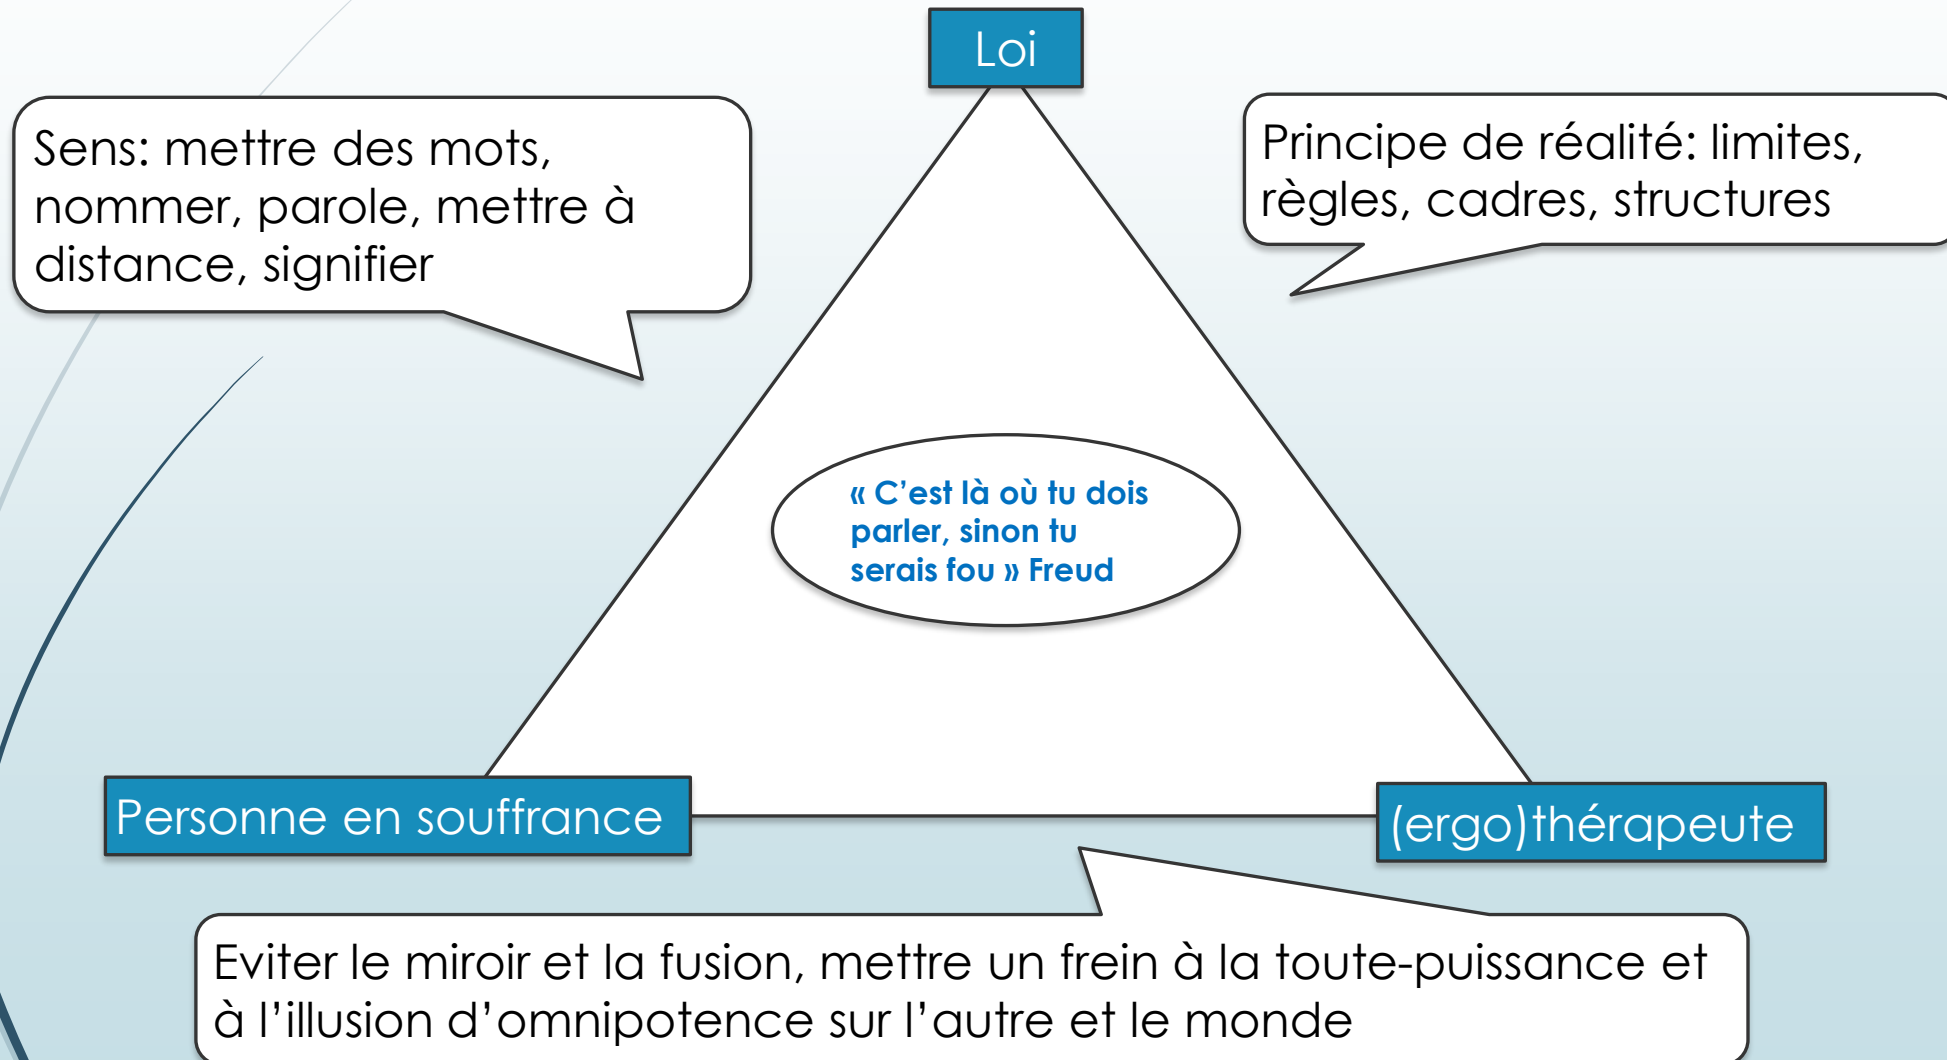 Loi
Sens: mettre des mots,
nommer, parole, mettre à
distance, signifier
Principe de réalité: limites,
règles, cadres, structures
« C’est là où tu dois
parler, sinon tu
serais fou » Freud
Personne en souffrance
(ergo)thérapeute
Eviter le miroir et la fusion, mettre un frein à la toute-puissance et
à l’illusion d’omnipotence sur l’autre et le monde